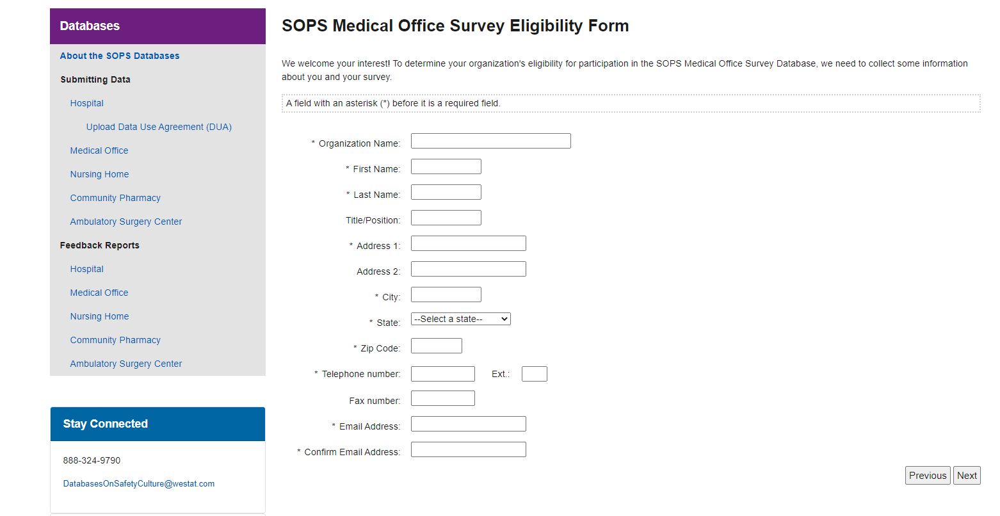 Databases
About the SOPS Databases
Submitting Data
Hospital
Upload Data Use Agreement (DUA)
Medical Office
Nursing Home
Community Pharmacy
Ambulatory Surgery Center
Feedback Reports
Hospital
Medical Office
Nursing Home
Community Pharmacy
Ambulatory Surgery Center
Stay Connected
888-324-9790
DatabasesOnSafetyCulture@westat.com
SOPS Medical Office Survey Eligibility Form
We welcome your interest! To determine your organization's eligibility for participation in the SOPS Medical Office Survey Database, we need to collect some information
about you and your survey.
A field with an asterisk (*) before it is a required field.
* Organization Name:
* First Name:
* Last Name:
Title/Position:
* Address 1:
Address 2:
* City:
* State: --Select a state--
* Zip Code:
* Telephone number: Ext.:
Fax number:
* Email Address:
* Confirm Email Address:
Previous Next